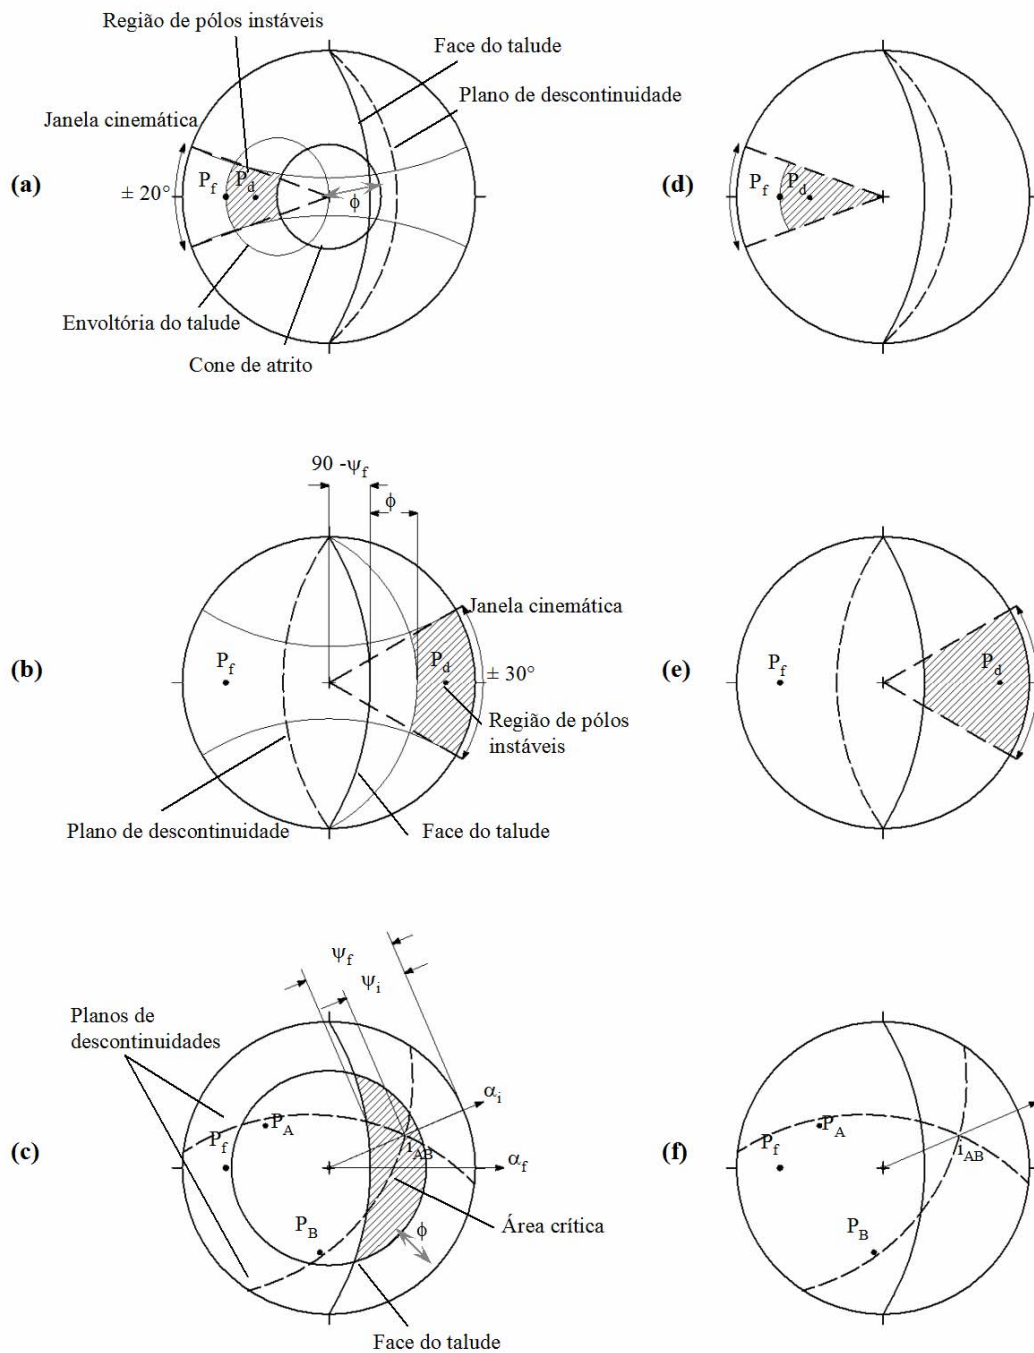 Região de pólos
instáveis
Face do talude
Plano de descontinuidade
Janela cinemática
(a)
± 20°
P_f
P_d
ϕ
Envoltória do talude
Cone de atrito
(d)
P_f
P_d
90 -ψ_f
ϕ
Janela cinemática
(b)
P_f
P_d
± 30°
Região de pólos
instáveis
Plano de descontinuidade
Face do talude
(e)
P_f
P_d
ψ_f
ψ_i
Planos de
descontinuidades
α_i
(c)
P_f
P_A
i_AB
α_f
P_B
ϕ
Área crítica
Face do talude
(f)
P_f
P_A
i_AB
P_B